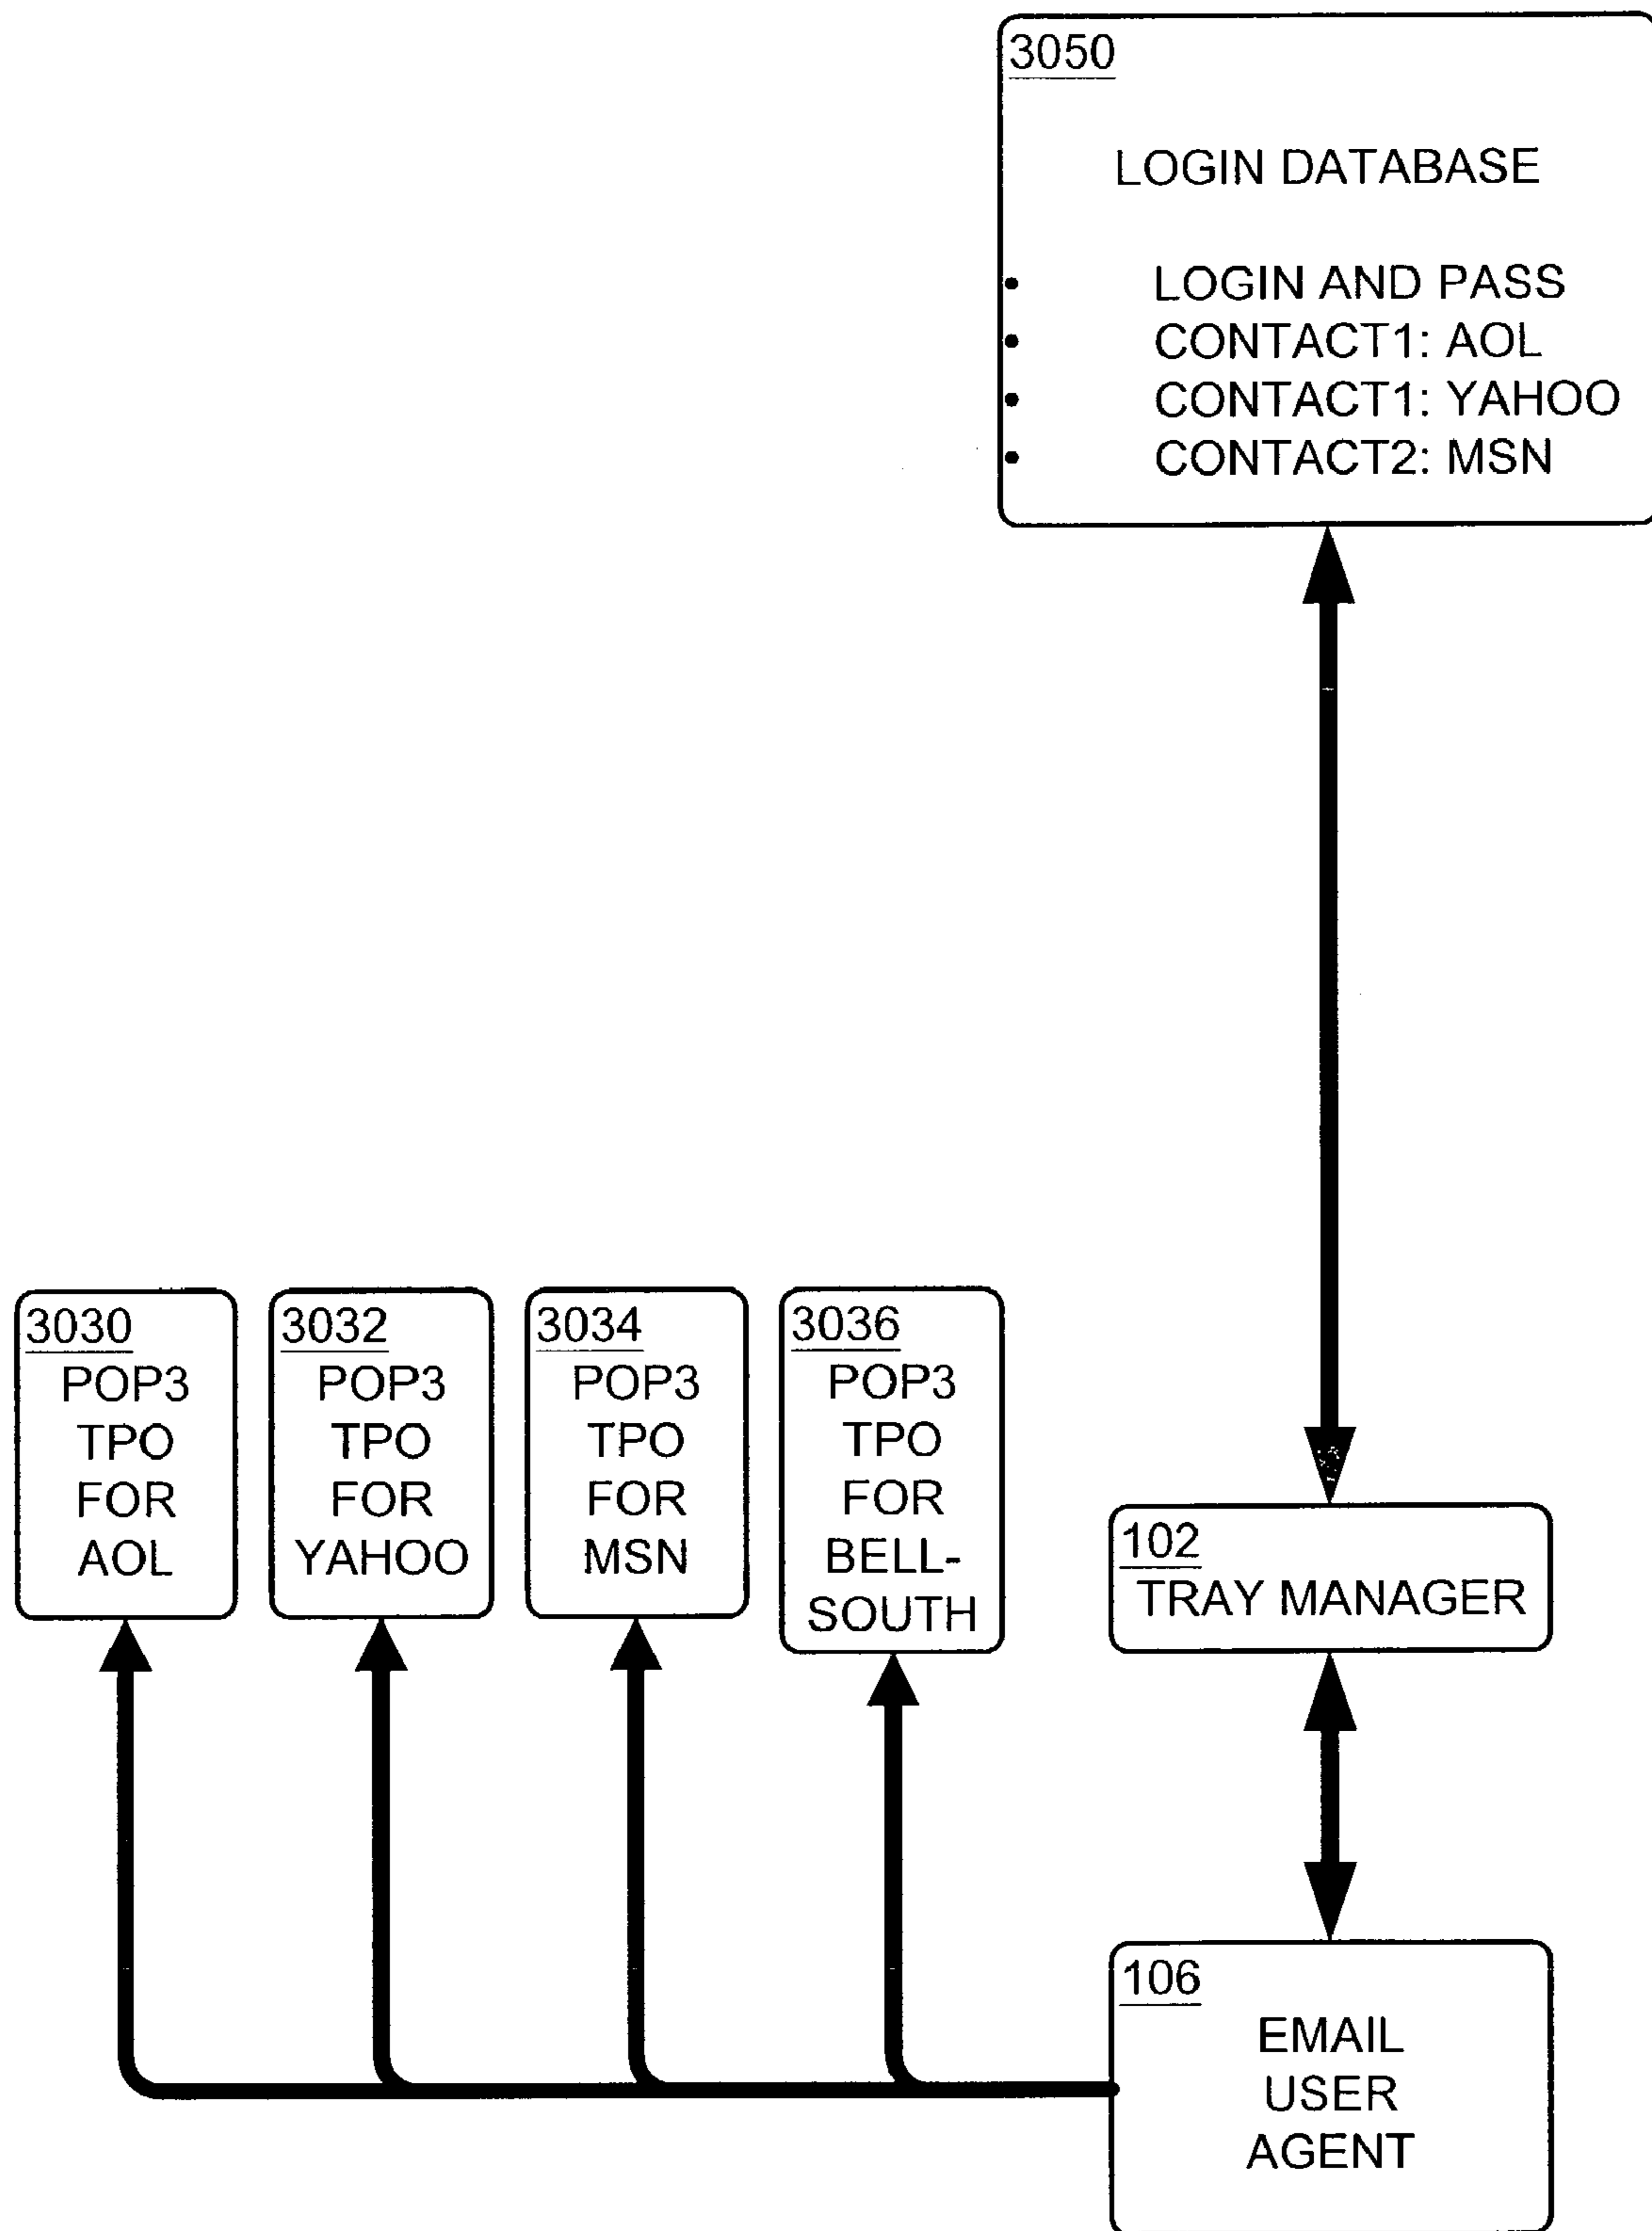 3050
LOGIN DATABASE
• LOGIN AND PASS
• CONTACT1: AOL
• CONTACT1: YAHOO
• CONTACT2: MSN
3030
POP3
TPO
FOR
AOL
3032
POP3
TPO
FOR
YAHOO
3034
POP3
TPO
FOR
MSN
3036
POP3
TPO
FOR
BELL-
SOUTH
102
TRAY MANAGER
106
EMAIL
USER
AGENT